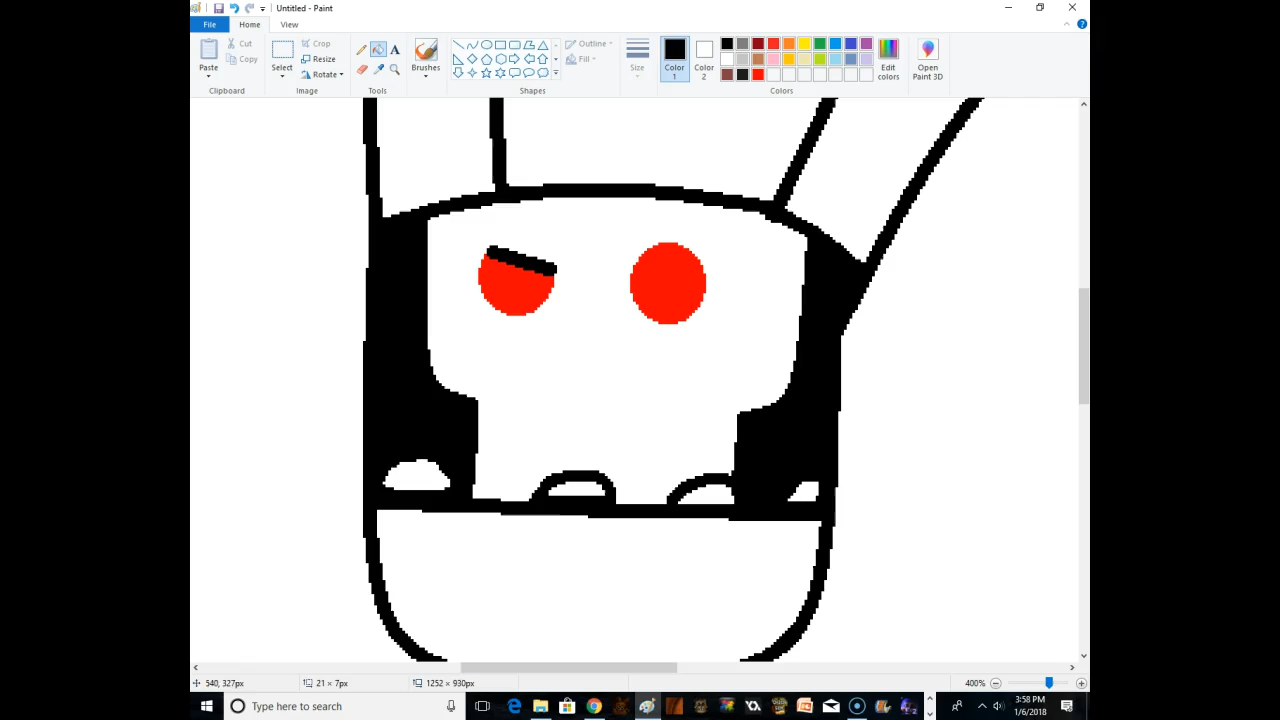 Untitled - Paint
File Home View
Paste
Cut
Copy
Clipboard
Select
Crop
Resize
Rotate
Image
A
Tools
Brushes
Outline
Fill
Shapes
Size
Color 1
Color 2
Edit colors
Open Paint 3D
Colors
540, 327px
21 × 7px
1252 × 930px
400%
Type here to search
3:58 PM
1/6/2018